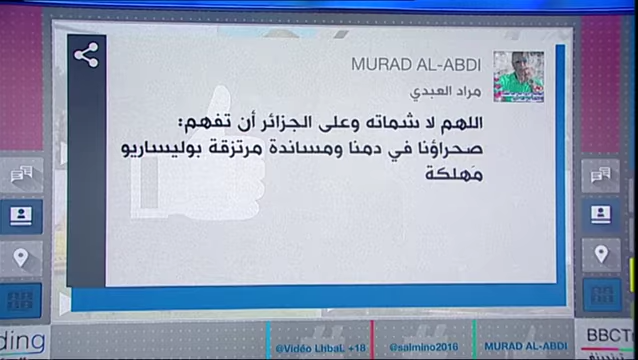 MURAD AL-ABDI
مراد العبدي
اللهم لا شماته وعلى الجزائر أن تفهم:
صحراؤنا في دمنا ومساندة مرتزقة بوليساريو
مَهلكة
ding
@Vidéo LhbaL +18
@salmino2016
MURAD AL-ABDI
BBCT